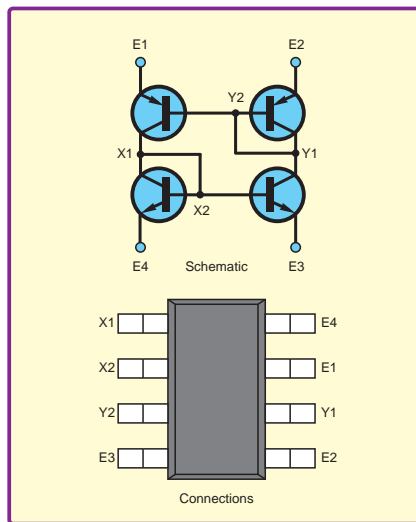 E1 E2
Y2
X1 Y1
X2
E4 Schematic E3
X1 E4
X2 E1
Y2 Y1
E3 E2
Connections